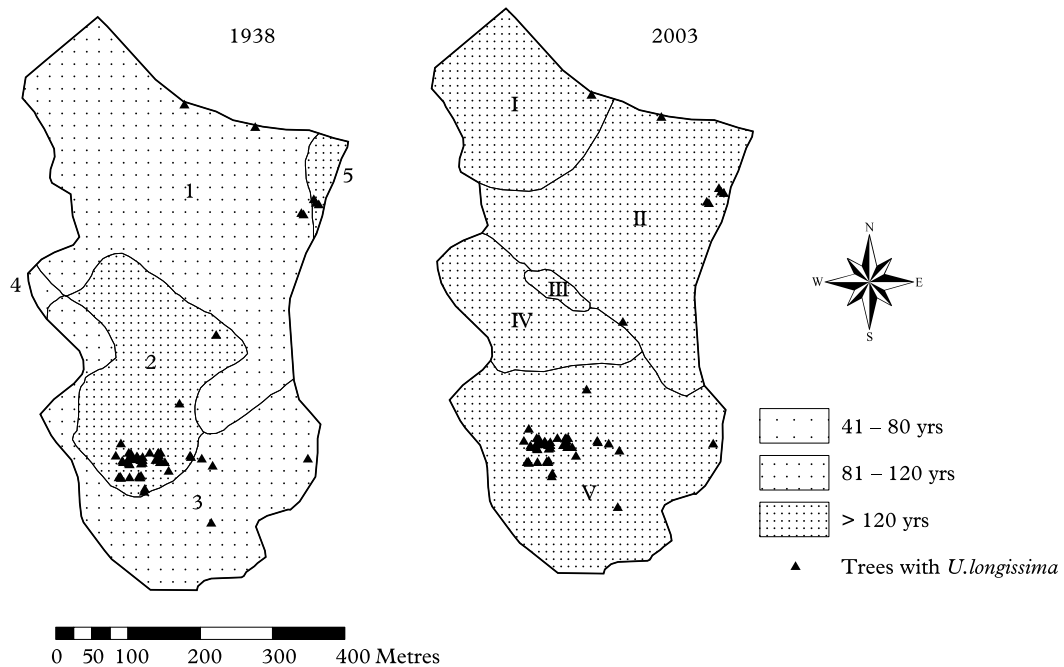 1938
2003
1
2
3
4
5
I
II
III
IV
V
N
W
E
S
41 – 80 yrs
81 – 120 yrs
> 120 yrs
Trees with U.longissima
0 50 100 200 300 400 Metres